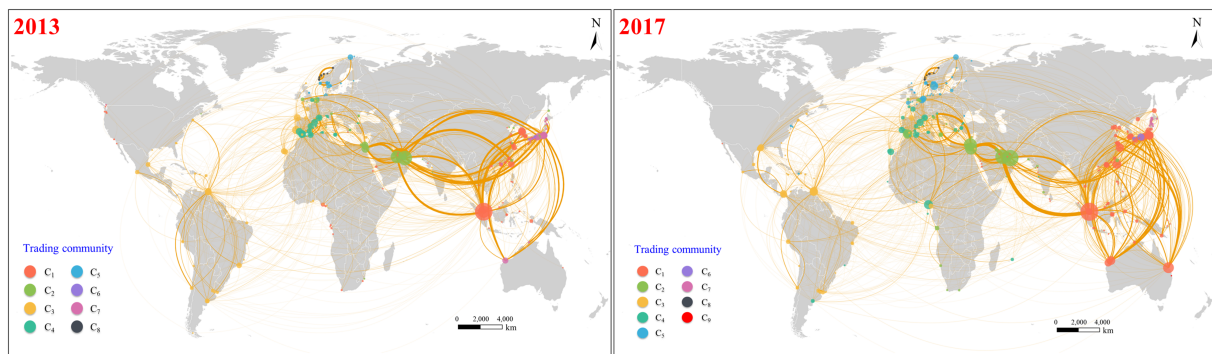 2013
N
Trading community
C₁ C₅
C₂ C₆
C₃ C₇
C₄ C₈
0 2,000 4,000
km
2017
N
Trading community
C₁ C₆
C₂ C₇
C₃ C₈
C₄ C₉
C₅
0 2,000 4,000
km